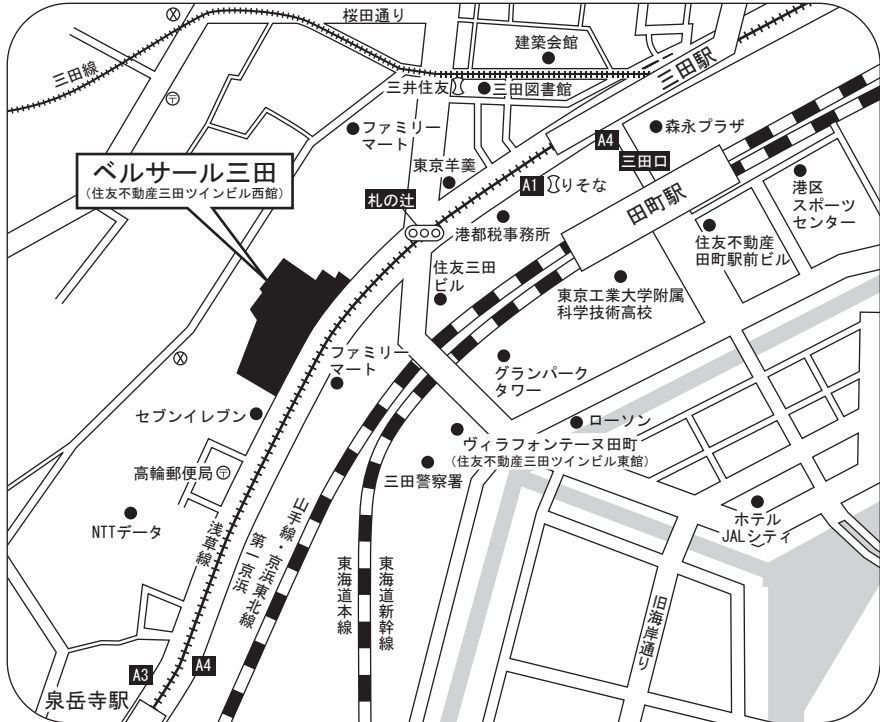 桜田通り
建築会館
三田駅
三田線
三井住友
三田図書館
ファミリー
マート
A4
森永プラザ
三田口
ベルサール三田
(住友不動産三田ツインビル西館)
東京羊羹
A1
りそな
札の辻
田町駅
港区
スポーツ
センター
港都税事務所
住友不動産
田町駅前ビル
住友三田
ビル
東京工業大学附属
科学技術高校
ファミリー
マート
グランパーク
タワー
セブンイレブン
ローソン
ヴィラフォンテーヌ田町
(住友不動産三田ツインビル東館)
高輪郵便局
三田警察署
NTTデータ
ホテル
JALシティ
浅草線
第一京浜
山手線・京浜東北線
東海道本線
東海道新幹線
旧海岸通り
A3
A4
泉岳寺駅